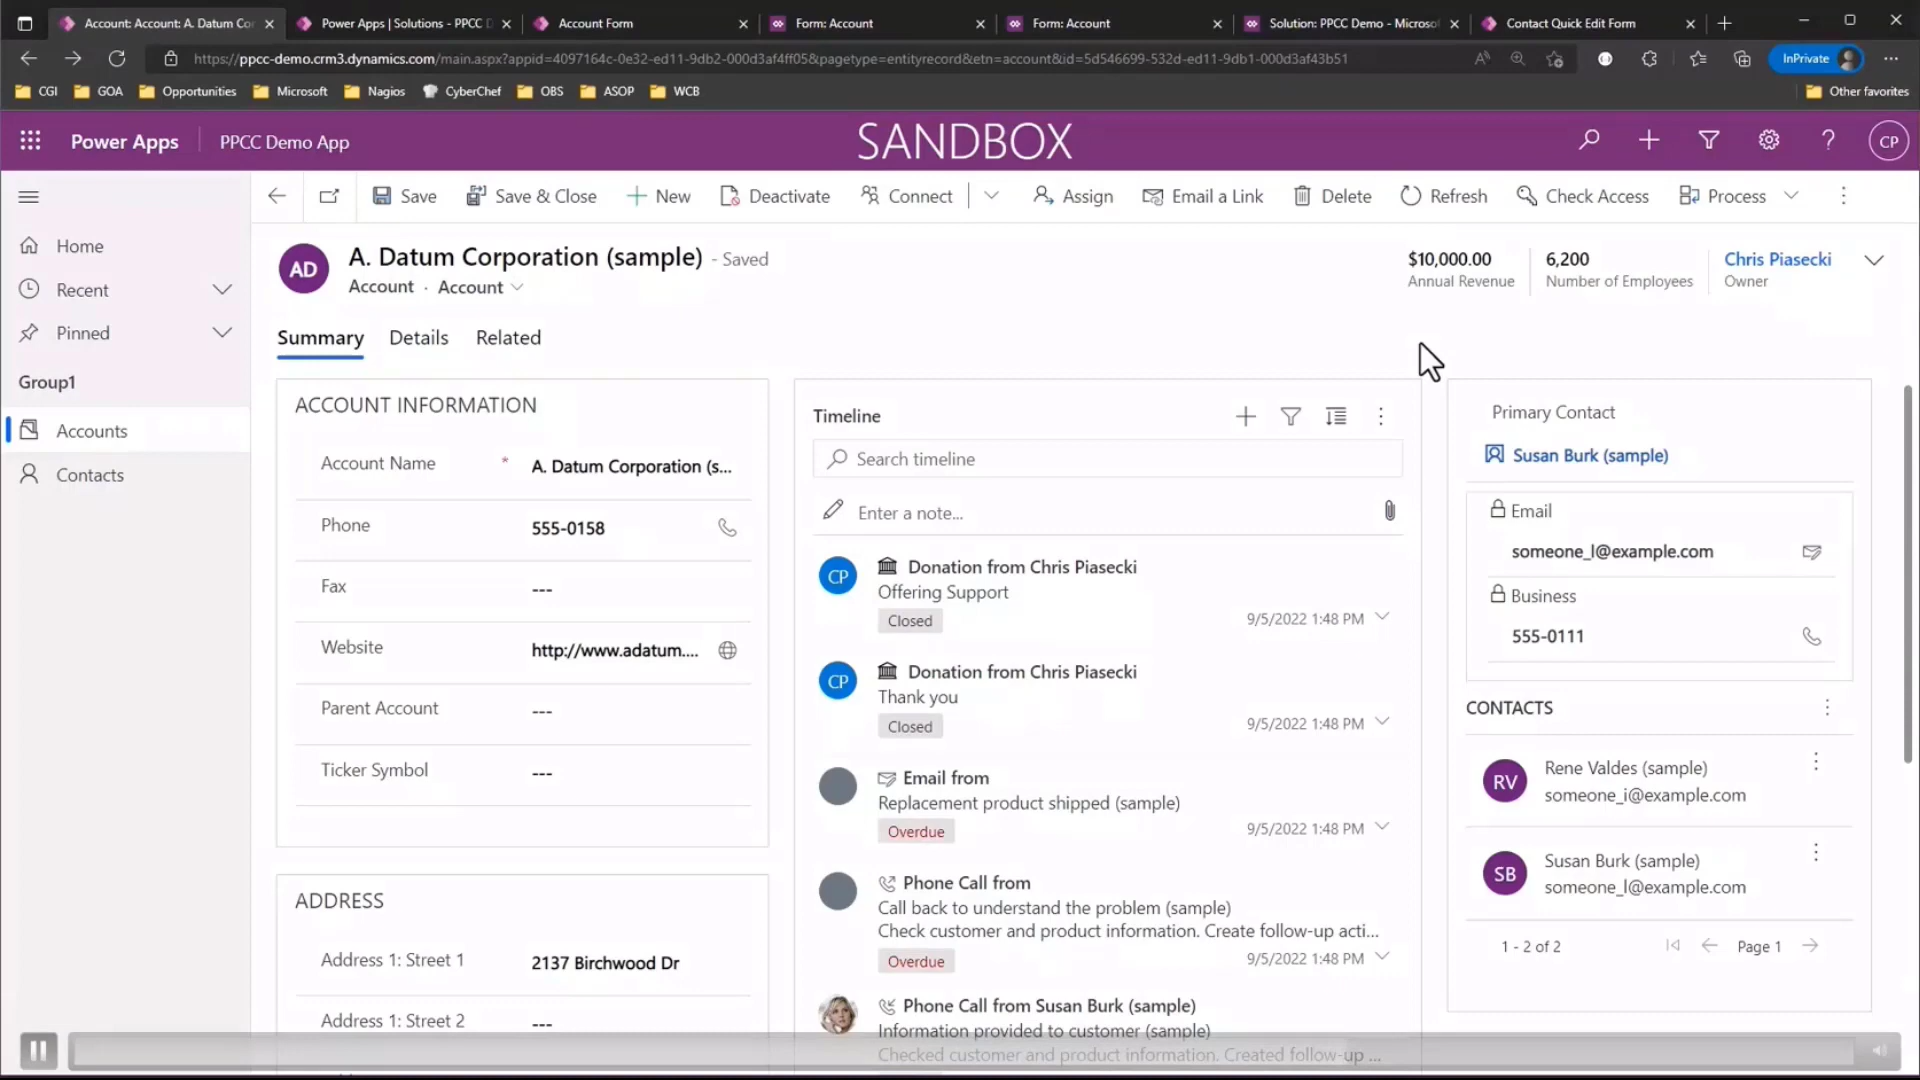 Account: Account: A. Datum Cor
Power Apps | Solutions - PPCC D
Account Form
Form: Account
Form: Account
Solution: PPCC Demo - Microsof
Contact Quick Edit Form
https://ppcc-demo.crm3.dynamics.com/main.aspx?appid=4097164c-0e32-ed11-9db2-000d3af4ff05&pagetype=entityrecord&etn=account&id=5d546699-532d-ed11-9db1-000d3af43b51
InPrivate
CGI
GOA
Opportunities
Microsoft
Nagios
CyberChef
OBS
ASOP
WCB
Other favorites
Power Apps
PPCC Demo App
SANDBOX
CP
Save
Save & Close
New
Deactivate
Connect
Assign
Email a Link
Delete
Refresh
Check Access
Process
Home
Recent
Pinned
Group1
Accounts
Contacts
AD
A. Datum Corporation (sample) - Saved
Account · Account
$10,000.00
Annual Revenue
6,200
Number of Employees
Chris Piasecki
Owner
Summary
Details
Related
ACCOUNT INFORMATION
Account Name * A. Datum Corporation (s...
Phone 555-0158
Fax ---
Website http://www.adatum....
Parent Account ---
Ticker Symbol ---
ADDRESS
Address 1: Street 1 2137 Birchwood Dr
Address 1: Street 2 ---
Timeline
Search timeline
Enter a note...
CP
Donation from Chris Piasecki
Offering Support
Closed
9/5/2022 1:48 PM
CP
Donation from Chris Piasecki
Thank you
Closed
9/5/2022 1:48 PM
Email from
Replacement product shipped (sample)
Overdue
9/5/2022 1:48 PM
Phone Call from
Call back to understand the problem (sample)
Check customer and product information. Create follow-up acti...
Overdue
9/5/2022 1:48 PM
Phone Call from Susan Burk (sample)
Information provided to customer (sample)
Checked customer and product information. Created follow-up ...
Primary Contact
Susan Burk (sample)
Email
someone_l@example.com
Business
555-0111
CONTACTS
RV
Rene Valdes (sample)
someone_i@example.com
SB
Susan Burk (sample)
someone_l@example.com
1 - 2 of 2
Page 1